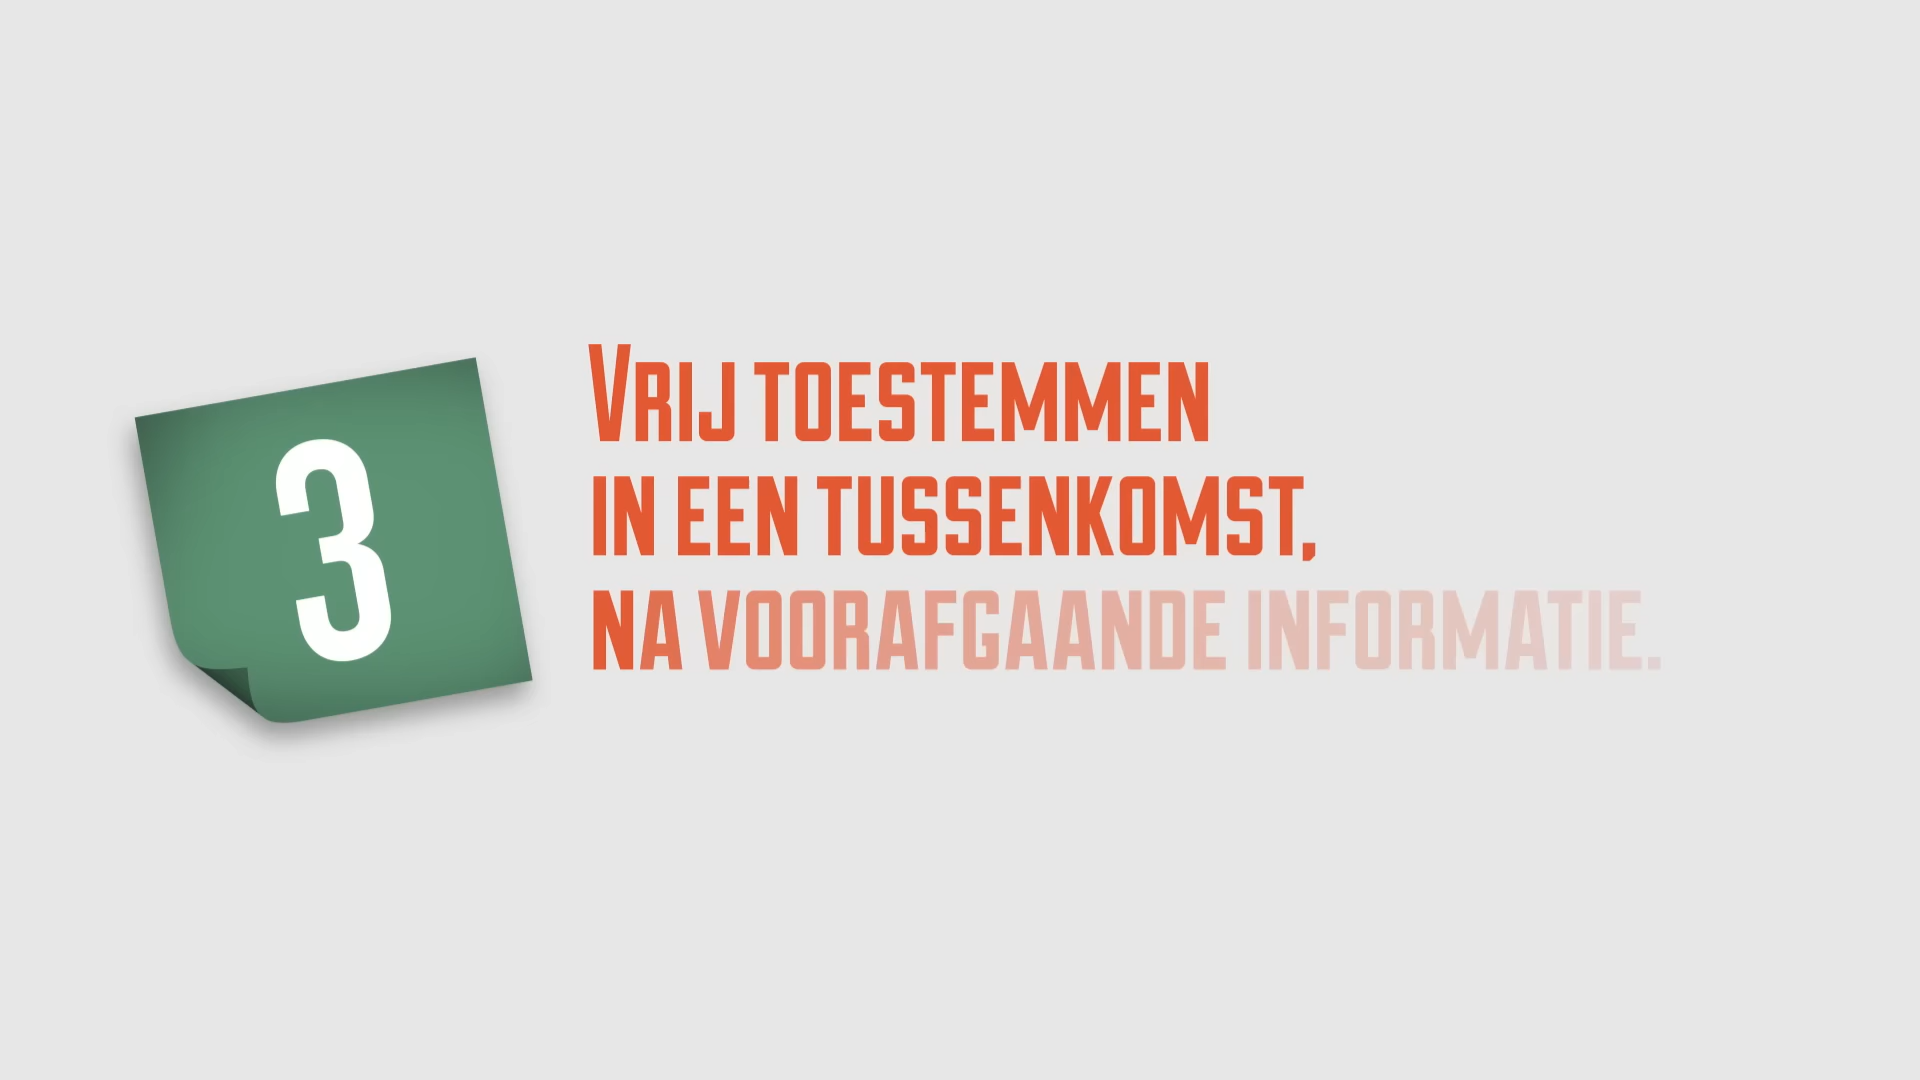 3
Vrij toestemmen
in een tussenkomst,
na voorafgaande informatie.